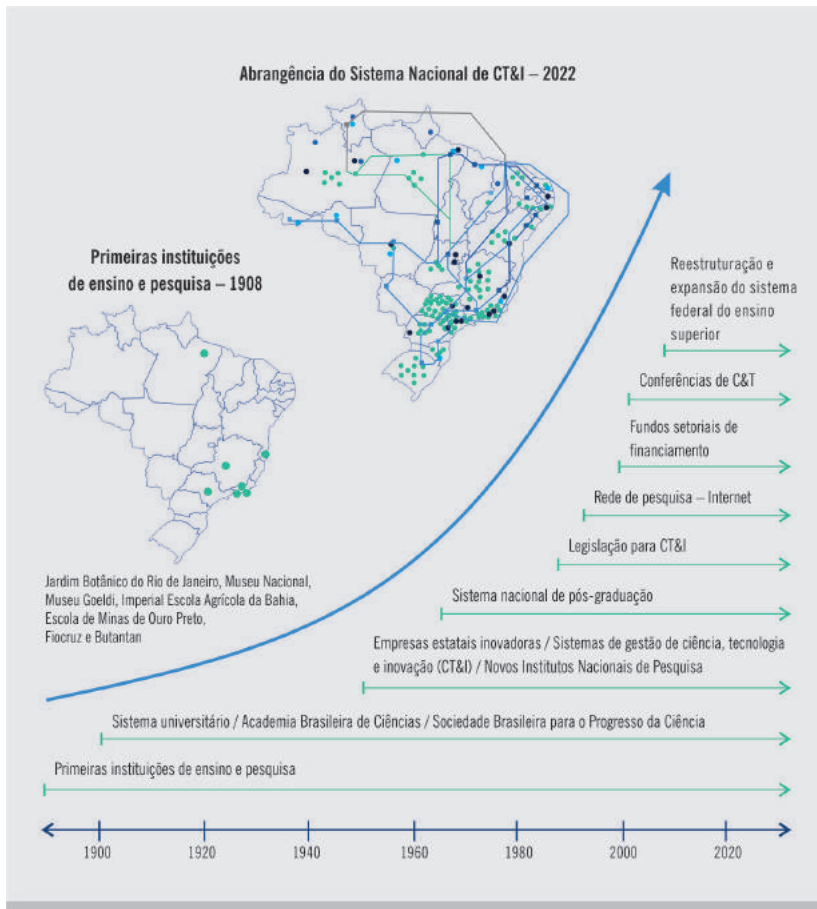 Abrangência do Sistema Nacional de CT&I – 2022
Primeiras instituições
de ensino e pesquisa – 1908
Jardim Botânico do Rio de Janeiro, Museu Nacional,
Museu Goeldi, Imperial Escola Agrícola da Bahia,
Escola de Minas de Ouro Preto,
Fiocruz e Butantan
Reestruturação e
expansão do sistema
federal do ensino
superior
Conferências de C&T
Fundos setoriais de
financiamento
Rede de pesquisa – Internet
Legislação para CT&I
Sistema nacional de pós-graduação
Empresas estatais inovadoras / Sistemas de gestão de ciência, tecnologia
e inovação (CT&I) / Novos Institutos Nacionais de Pesquisa
Sistema universitário / Academia Brasileira de Ciências / Sociedade Brasileira para o Progresso da Ciência
Primeiras instituições de ensino e pesquisa
1900 1920 1940 1960 1980 2000 2020